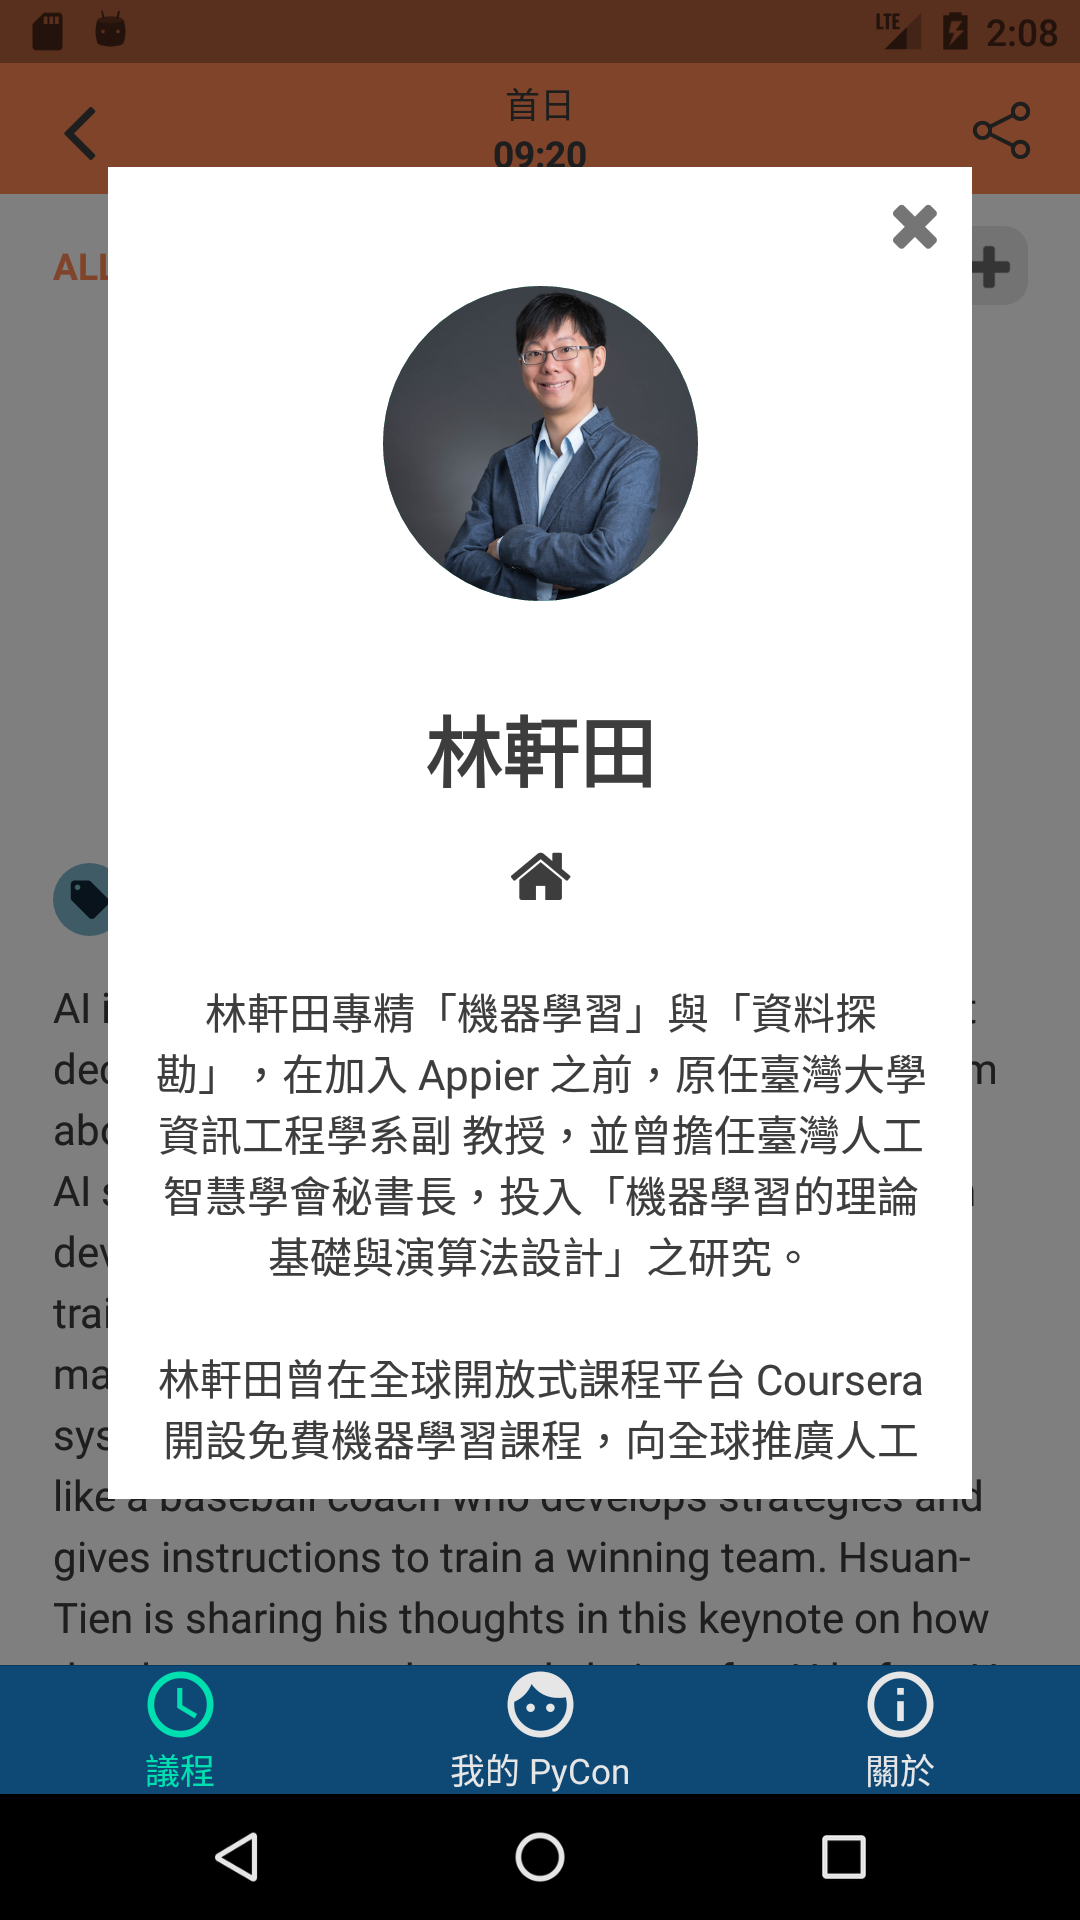 LTE 2:08
首日
09:20
ALL
林軒田
AI
林軒田專精「機器學習」與「資料探
勘」，在加入 Appier 之前，原任臺灣大學
資訊工程學系副 教授，並曾擔任臺灣人工
智慧學會秘書長，投入「機器學習的理論
基礎與演算法設計」之研究。
林軒田曾在全球開放式課程平台 Coursera
開設免費機器學習課程，向全球推廣人工
like a baseball coach who develops strategies and
gives instructions to train a winning team. Hsuan-
Tien is sharing his thoughts in this keynote on how
議程
我的 PyCon
關於